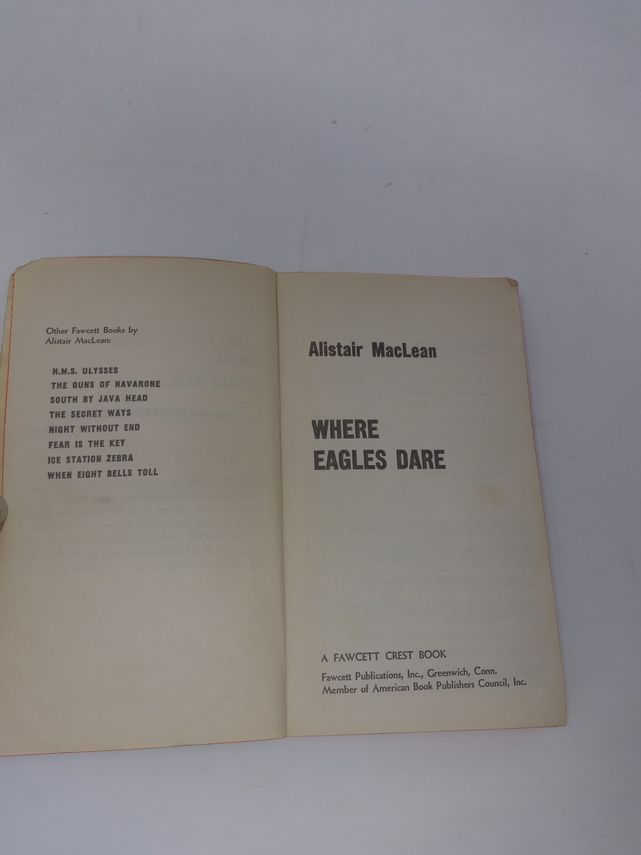 Other Fawcett Books by
Alistair MacLean:
H.M.S. ULYSSES
THE GUNS OF NAVARONE
SOUTH BY JAVA HEAD
THE SECRET WAYS
NIGHT WITHOUT END
FEAR IS THE KEY
ICE STATION ZEBRA
WHEN EIGHT BELLS TOLL
Alistair MacLean
WHERE
EAGLES DARE
A FAWCETT CREST BOOK
Fawcett Publications, Inc., Greenwich, Conn.
Member of American Book Publishers Council, Inc.